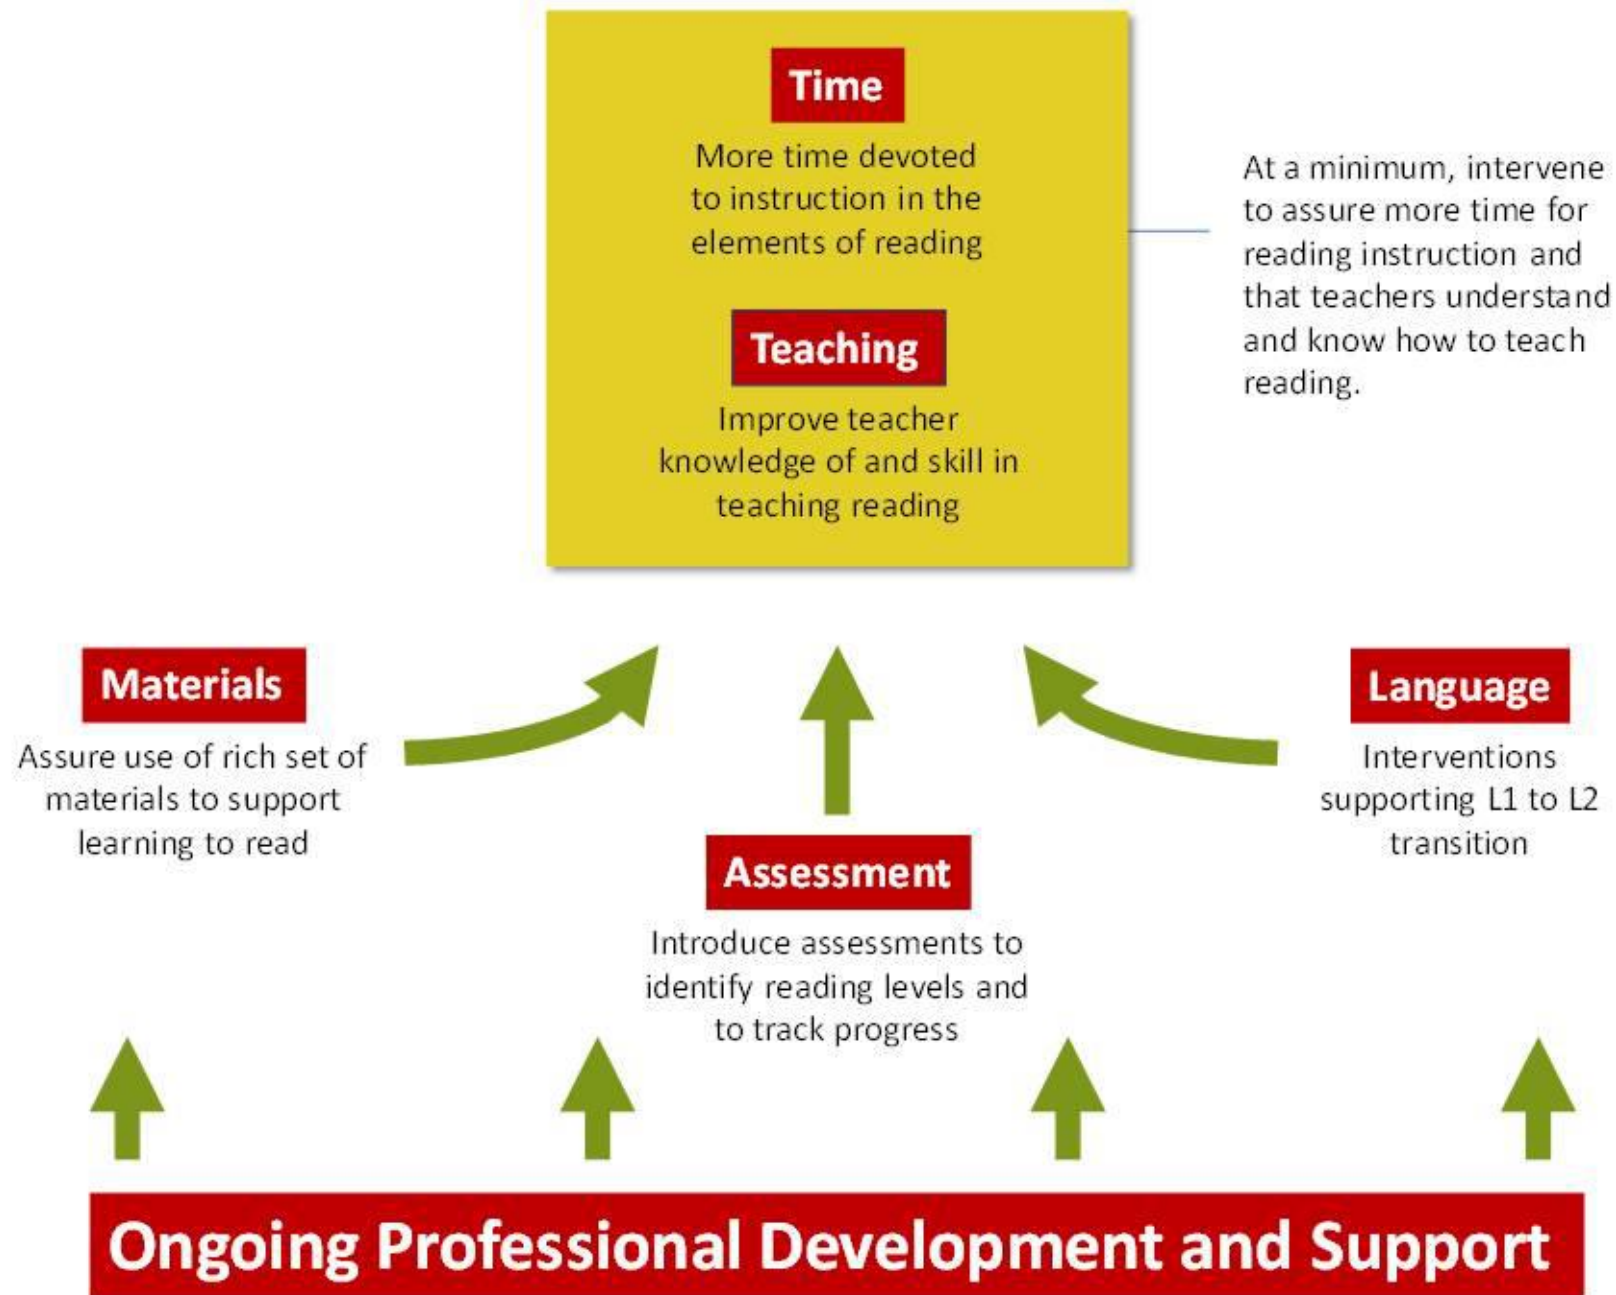 Time
More time devoted
to instruction in the
elements of reading
Teaching
Improve teacher
knowledge of and skill in
teaching reading
At a minimum, intervene
to assure more time for
reading instruction and
that teachers understand
and know how to teach
reading.
Materials
Assure use of rich set of
materials to support
learning to read
Assessment
Introduce assessments to
identify reading levels and
to track progress
Language
Interventions
supporting L1 to L2
transition
Ongoing Professional Development and Support